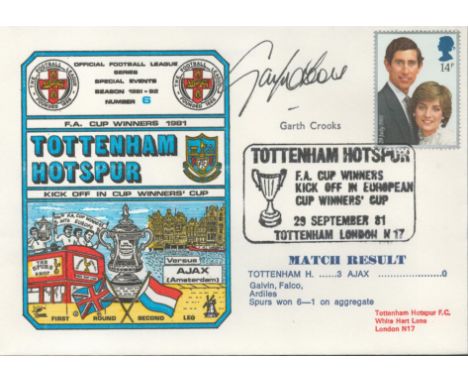 OFFICIAL FOOTBALL LEAGUE
SERIES
SPECIAL EVENTS
SEASON 1981-82
NUMBER 6
F.A. CUP WINNERS 1981
TOTTENHAM
HOTSPUR
KICK OFF IN CUP WINNERS' CUP
Versus
AJAX
(Amsterdam)
FIRST ROUND SECOND LEG
Garth Crooks
14P
TOTTENHAM HOTSPUR
F.A. CUP WINNERS
KICK OFF IN EUROPEAN
CUP WINNERS' CUP
29 SEPTEMBER 81
TOTTENHAM LONDON N17
MATCH RESULT
TOTTENHAM H. ....3 AJAX ..................0
Galvin, Falco,
Ardiles
Spurs won 6-1 on aggregate
Tottenham Hotspur F.C,
White Hart Lane
London N17